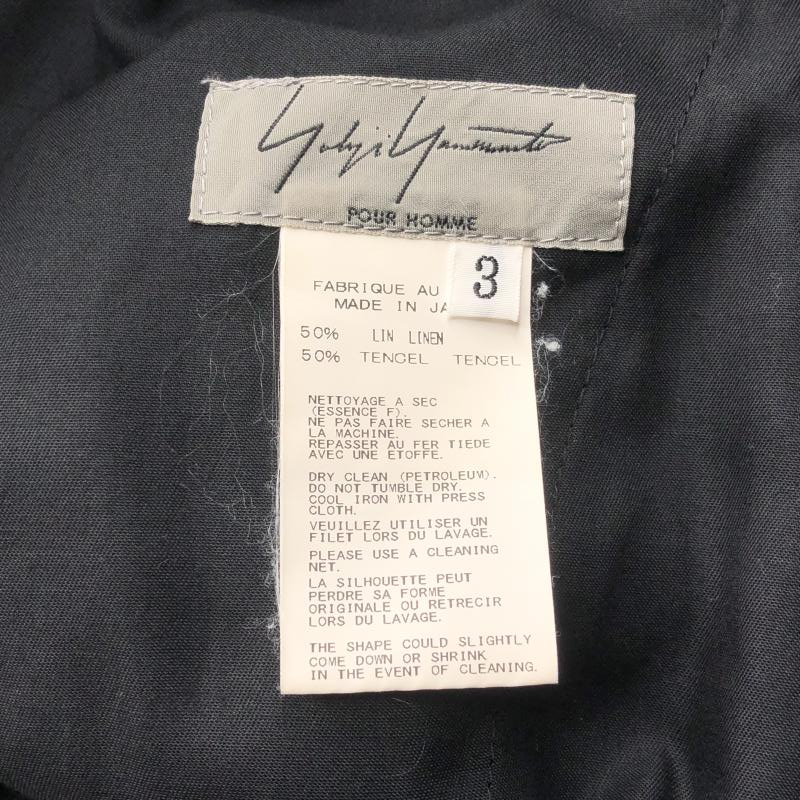 Yohji Yamamoto
POUR HOMME
3
FABRIQUE AU
MADE IN JA
50% LIN LINEN
50% TENCEL TENCEL
NETTOYAGE A SEC
(ESSENCE F).
NE PAS FAIRE SECHER A
LA MACHINE.
REPASSER AU FER TIEDE
AVEC UNE ETOFFE.
DRY CLEAN (PETROLEUM).
DO NOT TUMBLE DRY.
COOL IRON WITH PRESS
CLOTH.
VEUILLEZ UTILISER UN
FILET LORS DU LAVAGE.
PLEASE USE A CLEANING
NET.
LA SILHOUETTE PEUT
PERDRE SA FORME
ORIGINALE OU RETRECIR
LORS DU LAVAGE.
THE SHAPE COULD SLIGHTLY
COME DOWN OR SHRINK
IN THE EVENT OF CLEANING.